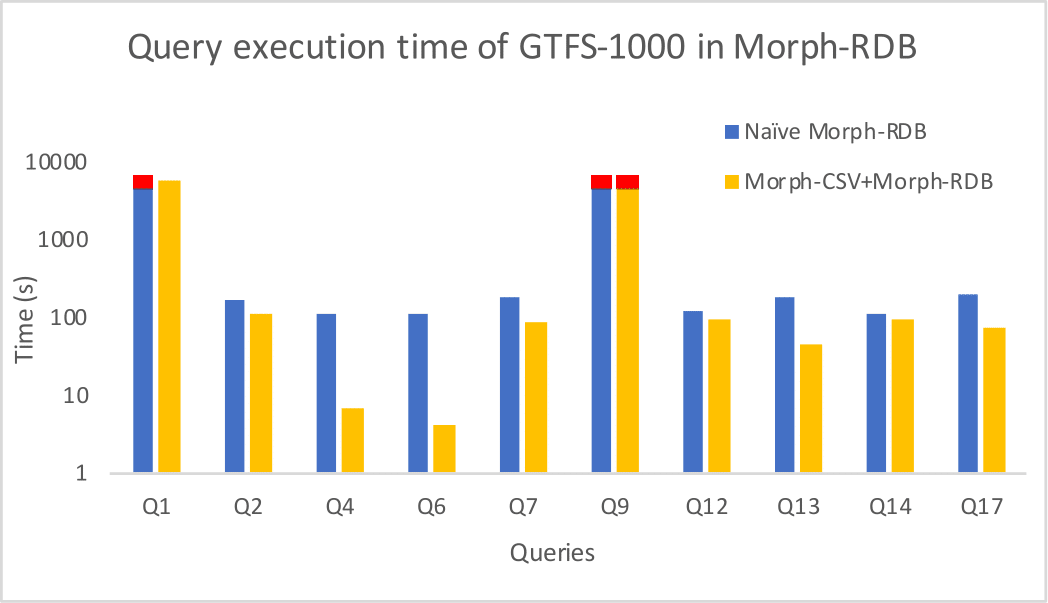 Query execution time of GTFS-1000 in Morph-RDB
Naïve Morph-RDB
Morph-CSV+Morph-RDB
10000
1000
100
10
1
Time (s)
Q1 Q2 Q4 Q6 Q7 Q9 Q12 Q13 Q14 Q17
Queries